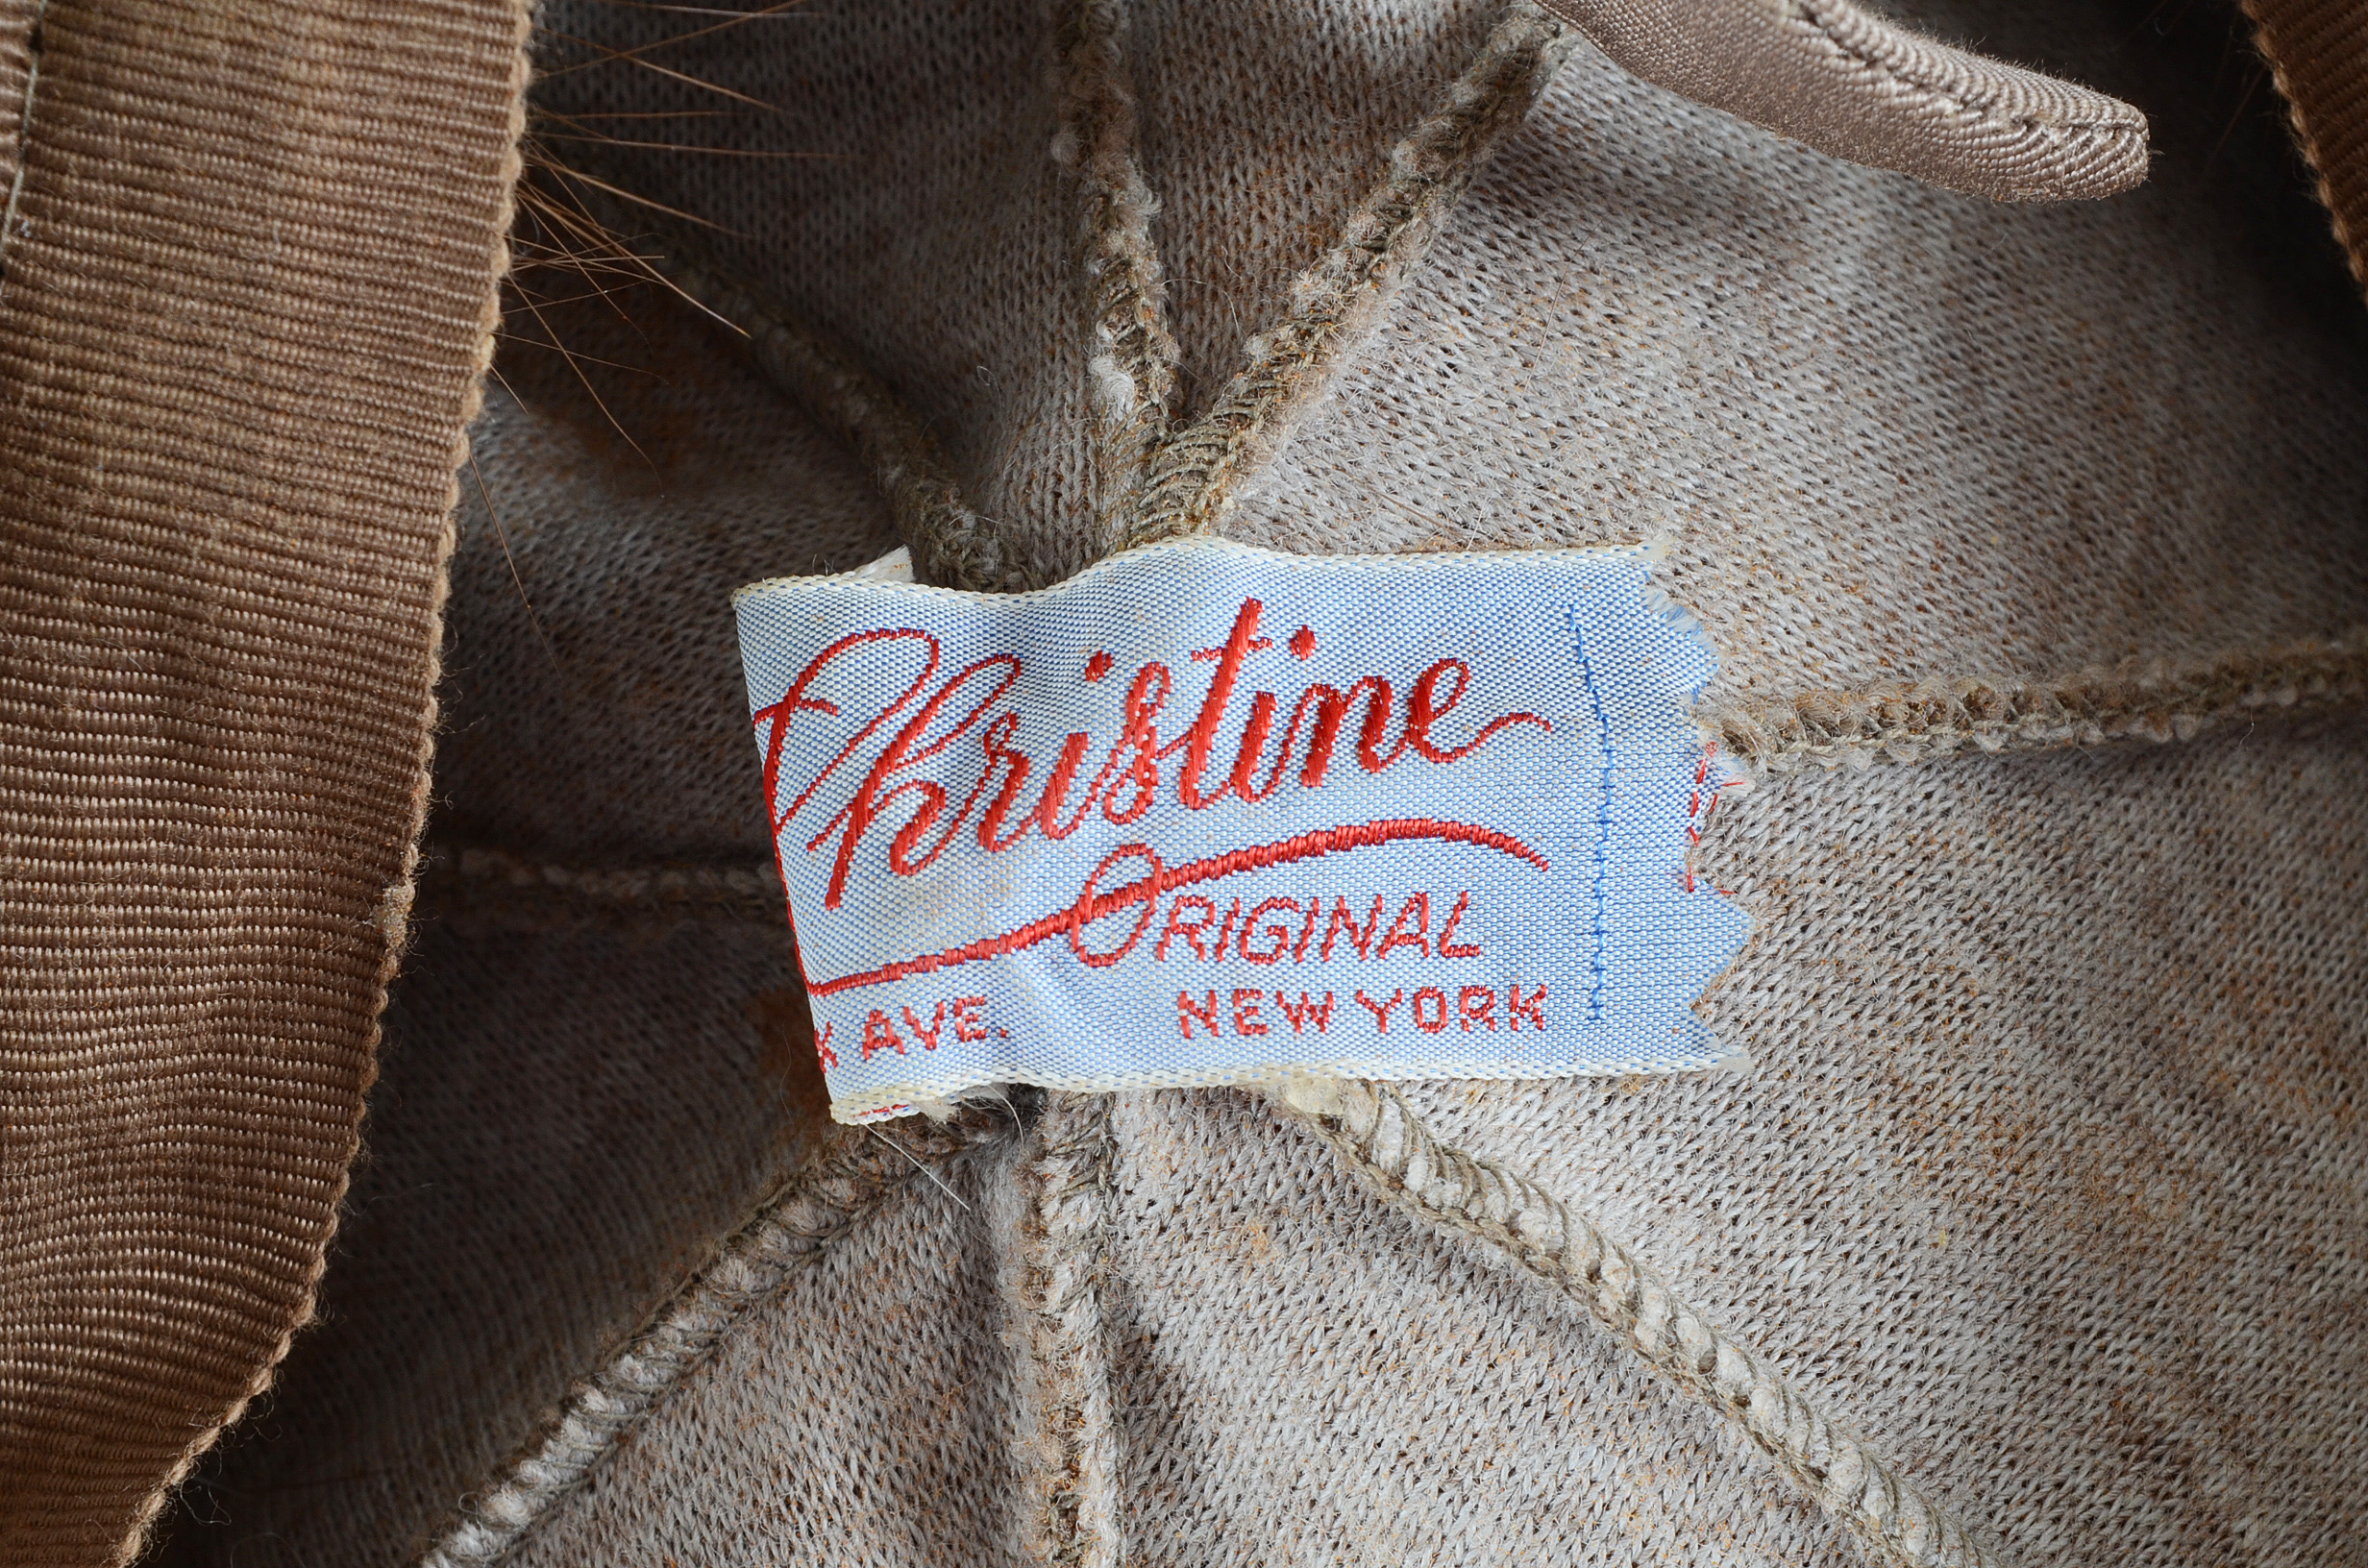 Christine
ORIGINAL
K AVE. NEW YORK